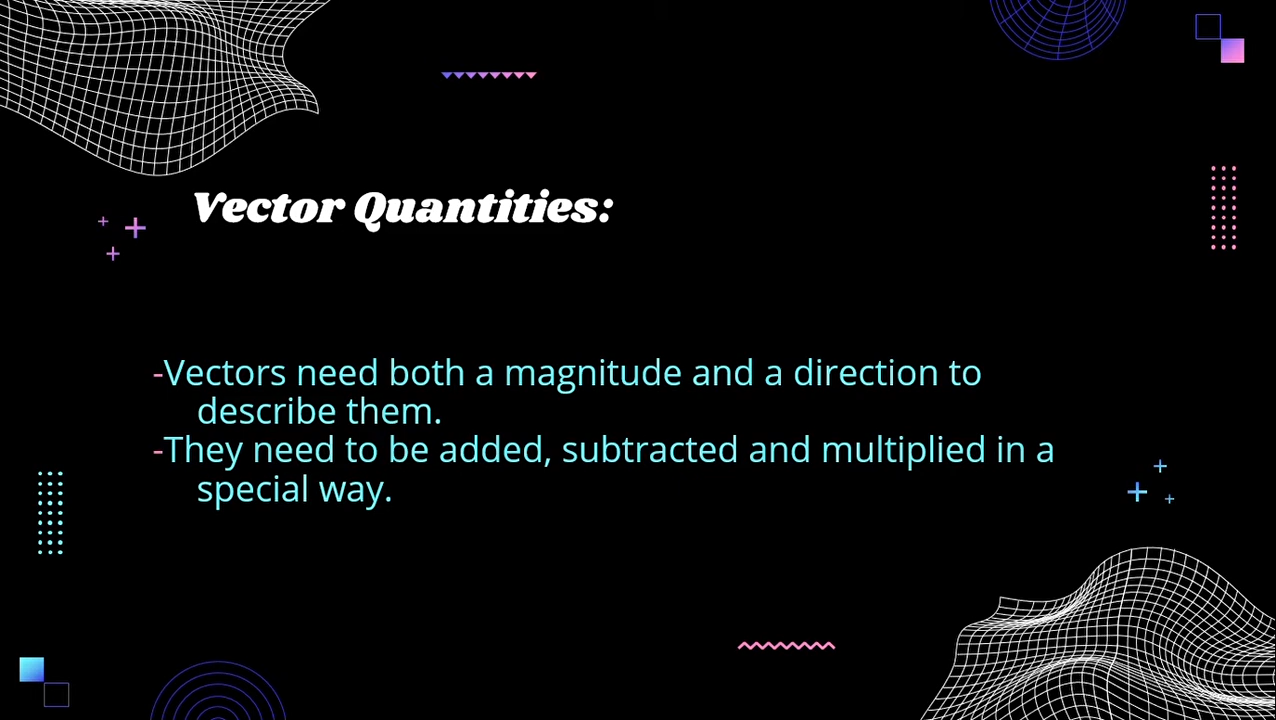 Vector Quantities:
-Vectors need both a magnitude and a direction to
describe them.
-They need to be added, subtracted and multiplied in a
special way.